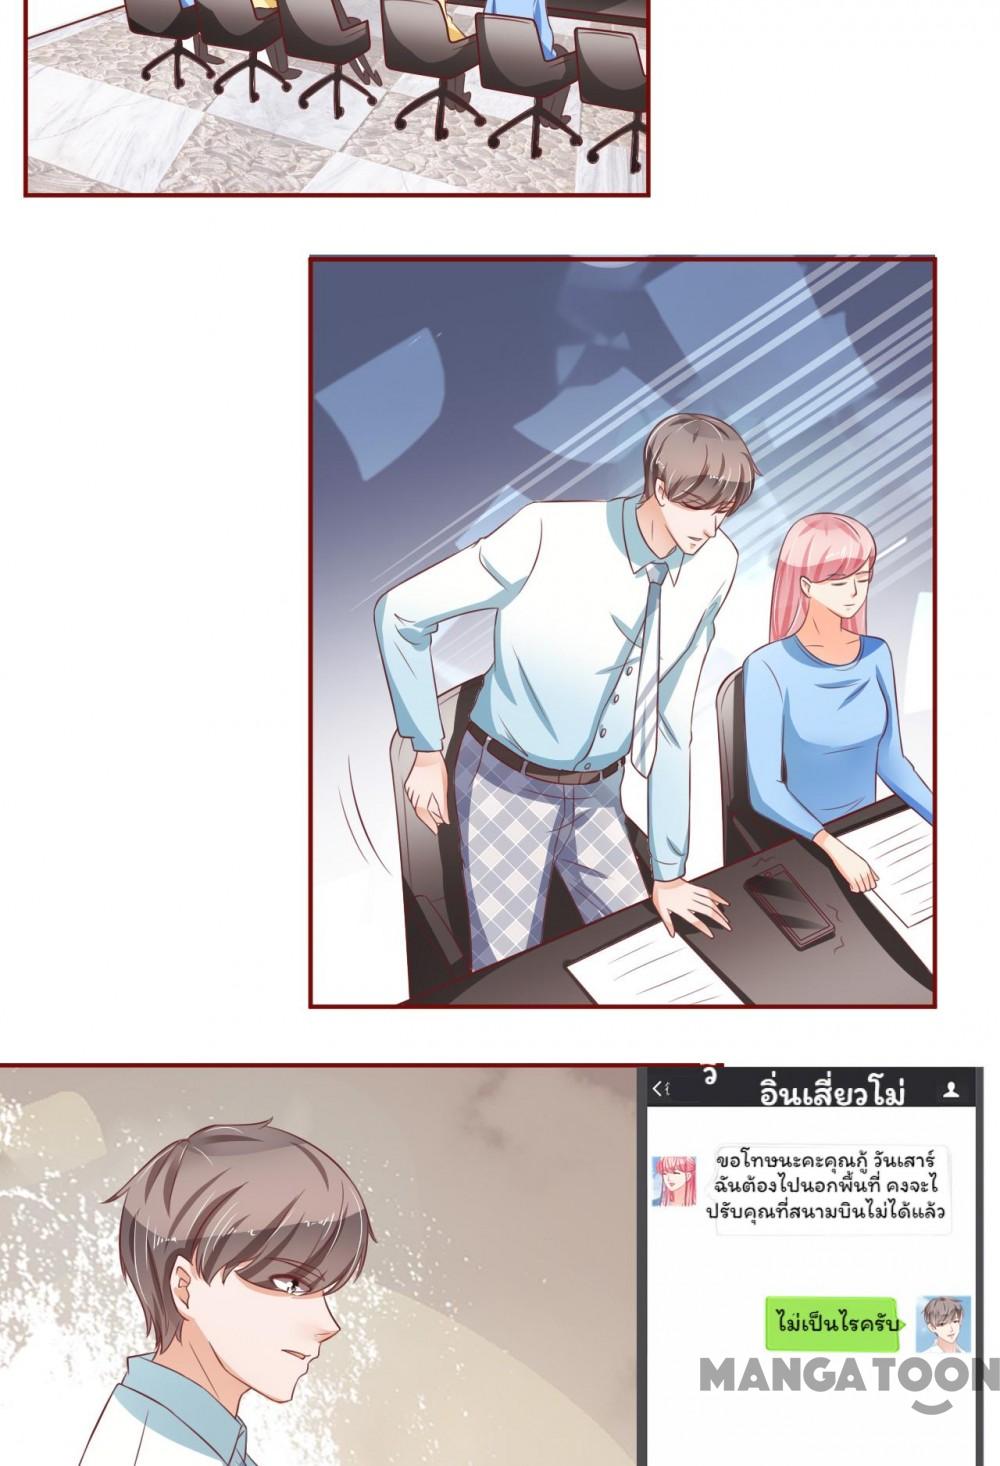 วี
อิ่นเสี่ยวโม่
ขอโทษนะคะคุณกู้ วันเสาร์
ฉันต้องไปนอกพื้นที่ คงจะไ
ปรับคุณที่สนามบินไม่ได้แล้ว
ไม่เป็นไรครับ
MANGATOON